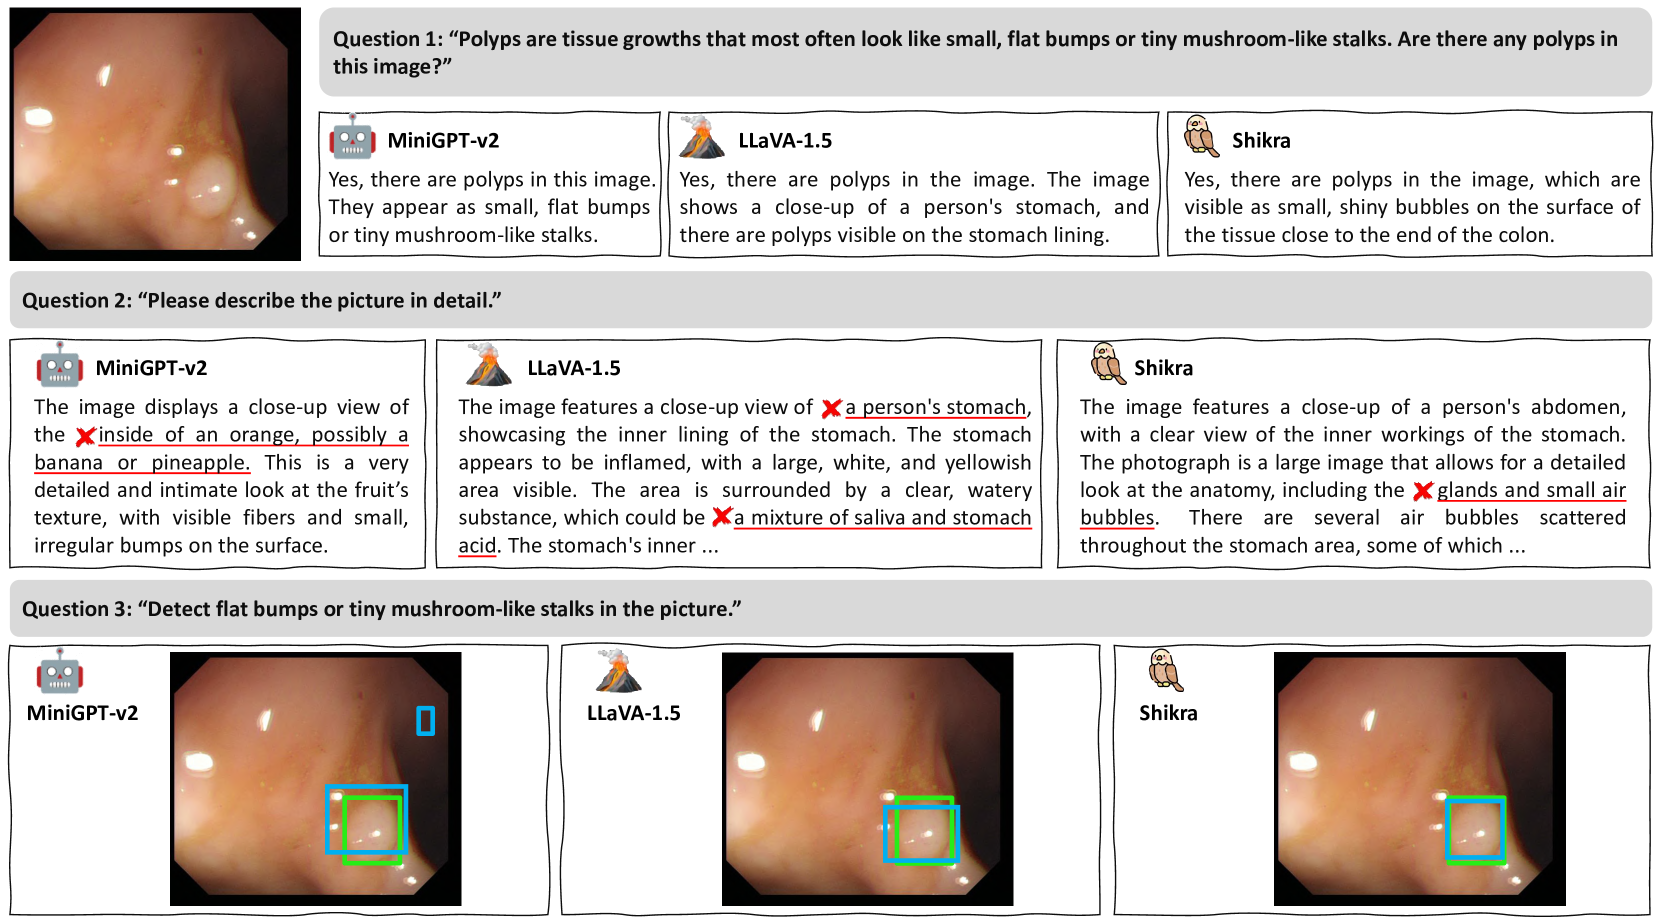 Question 1: “Polyps are tissue growths that most often look like small, flat bumps or tiny mushroom-like stalks. Are there any polyps in
this image?”
MiniGPT-v2
Yes, there are polyps in this image.
They appear as small, flat bumps
or tiny mushroom-like stalks.
LLaVA-1.5
Yes, there are polyps in the image. The image
shows a close-up of a person's stomach, and
there are polyps visible on the stomach lining.
Shikra
Yes, there are polyps in the image, which are
visible as small, shiny bubbles on the surface of
the tissue close to the end of the colon.
Question 2: “Please describe the picture in detail.”
MiniGPT-v2
The image displays a close-up view of
the inside of an orange, possibly a
banana or pineapple. This is a very
detailed and intimate look at the fruit’s
texture, with visible fibers and small,
irregular bumps on the surface.
LLaVA-1.5
The image features a close-up view of a person's stomach,
showcasing the inner lining of the stomach. The stomach
appears to be inflamed, with a large, white, and yellowish
area visible. The area is surrounded by a clear, watery
substance, which could be a mixture of saliva and stomach
acid. The stomach's inner ...
Shikra
The image features a close-up of a person's abdomen,
with a clear view of the inner workings of the stomach.
The photograph is a large image that allows for a detailed
look at the anatomy, including the glands and small air
bubbles. There are several air bubbles scattered
throughout the stomach area, some of which ...
Question 3: “Detect flat bumps or tiny mushroom-like stalks in the picture.”
MiniGPT-v2
LLaVA-1.5
Shikra